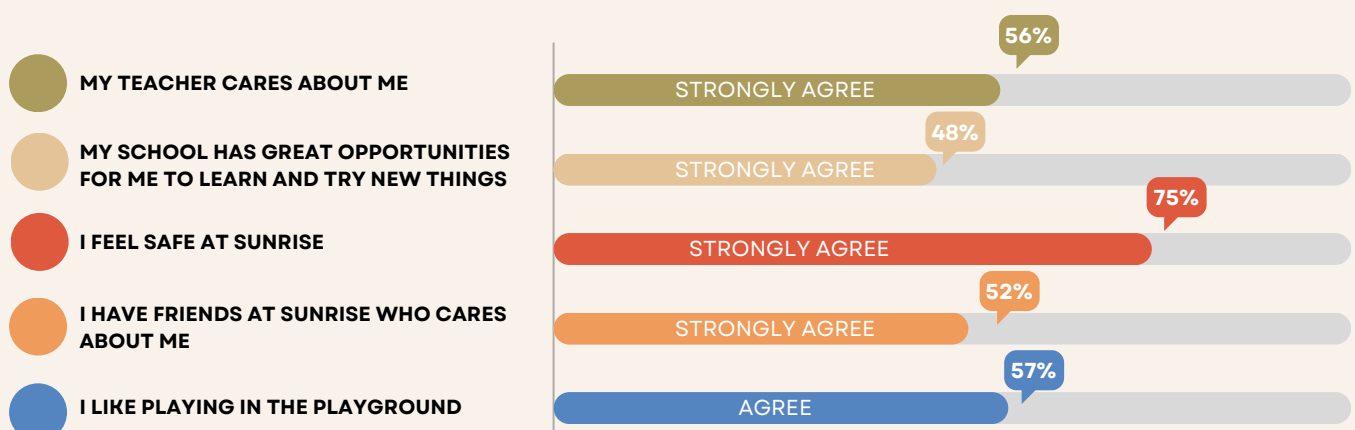 56%
MY TEACHER CARES ABOUT ME
STRONGLY AGREE
48%
MY SCHOOL HAS GREAT OPPORTUNITIES
FOR ME TO LEARN AND TRY NEW THINGS
STRONGLY AGREE
75%
I FEEL SAFE AT SUNRISE
STRONGLY AGREE
52%
I HAVE FRIENDS AT SUNRISE WHO CARES
ABOUT ME
STRONGLY AGREE
57%
I LIKE PLAYING IN THE PLAYGROUND
AGREE